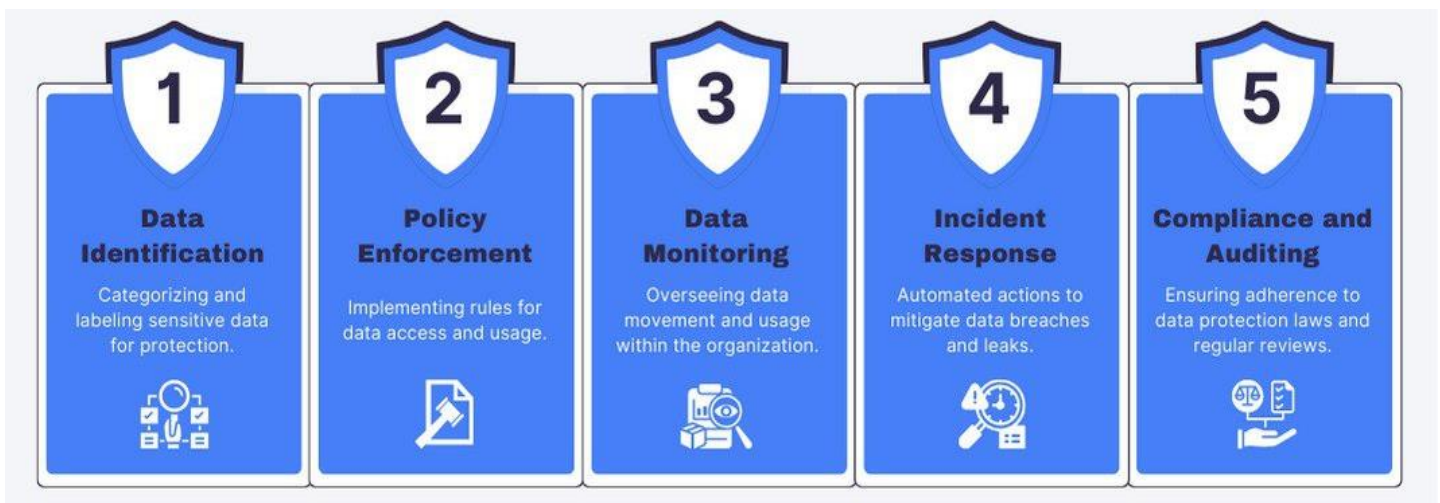 1
Data
Identification
Categorizing and
labeling sensitive data
for protection.
2
Policy
Enforcement
Implementing rules for
data access and usage.
3
Data
Monitoring
Overseeing data
movement and usage
within the organization.
4
Incident
Response
Automated actions to
mitigate data breaches
and leaks.
5
Compliance and
Auditing
Ensuring adherence to
data protection laws and
regular reviews.